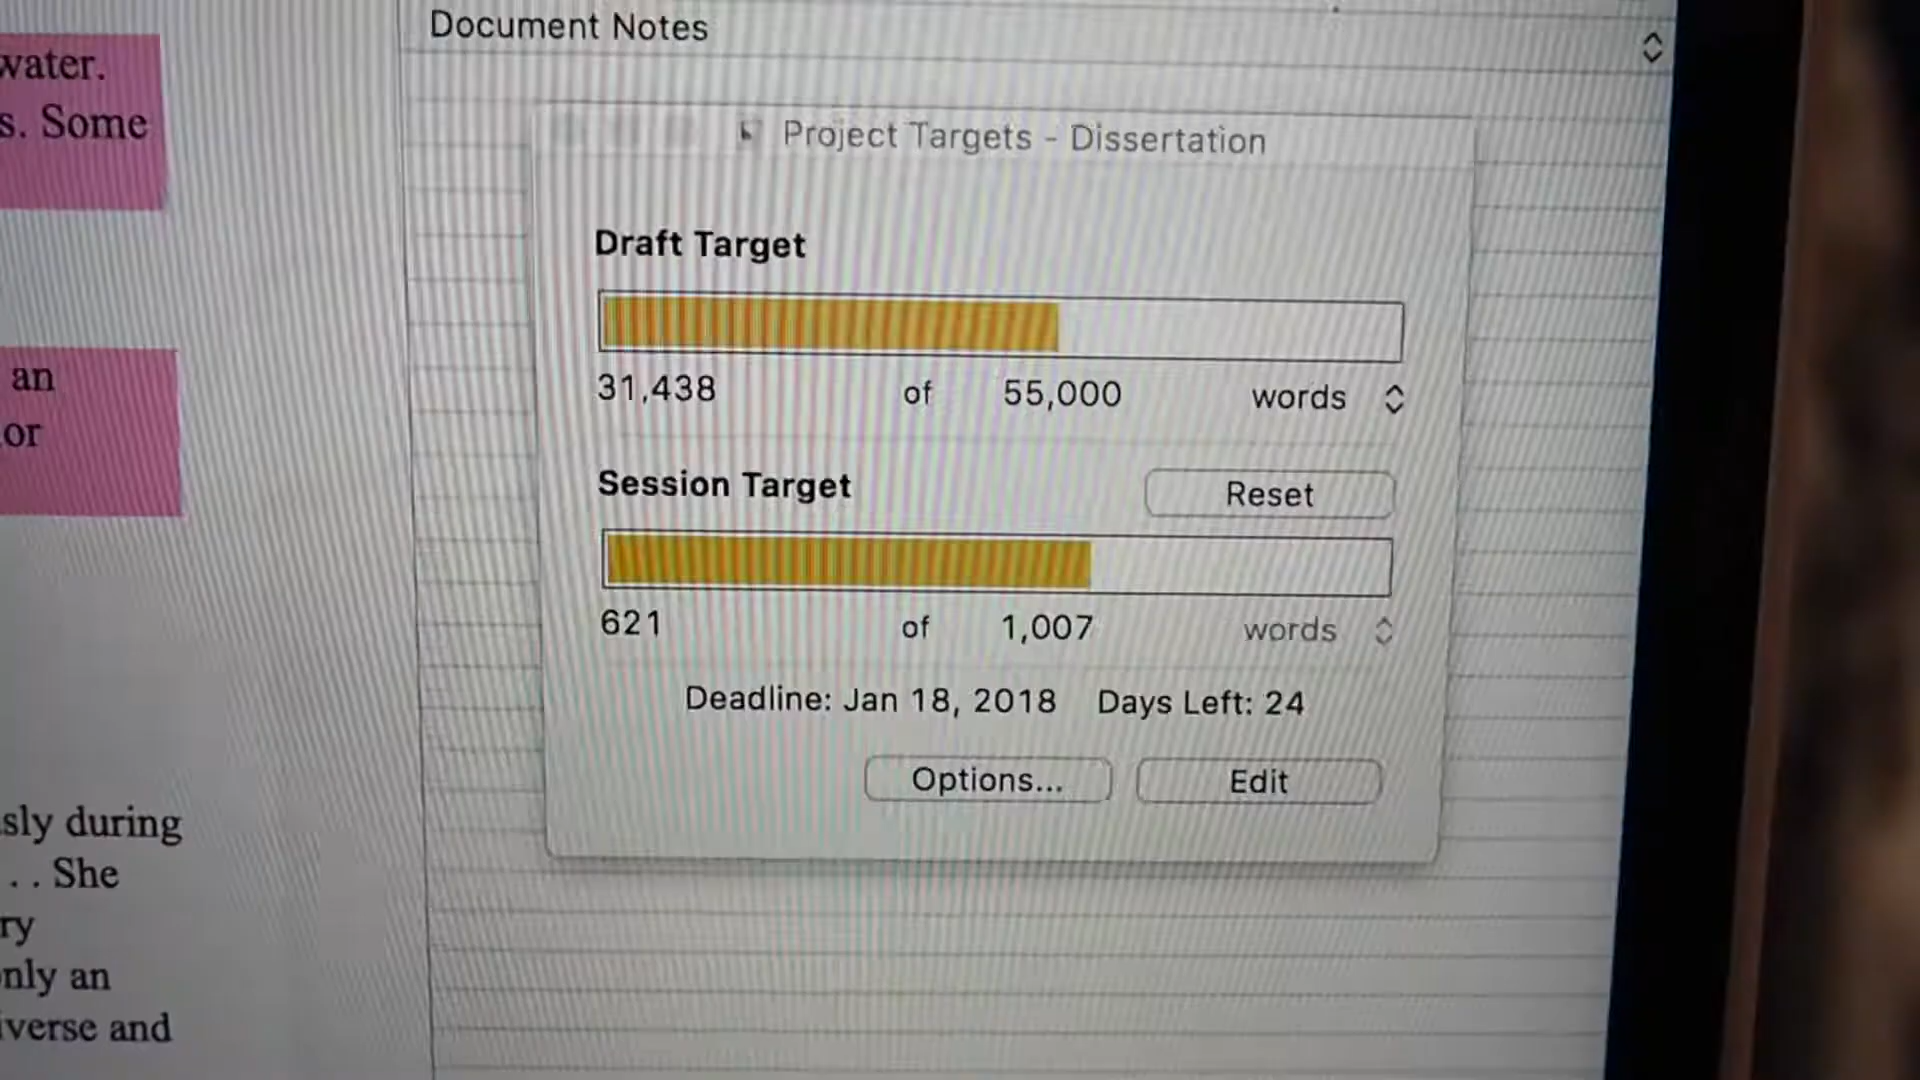 water.
s. Some
an
or
sly during
. . She
ry
only an
iverse and
Document Notes
Project Targets - Dissertation
Draft Target
31,438 of 55,000 words
Session Target Reset
621 of 1,007 words
Deadline: Jan 18, 2018 Days Left: 24
Options... Edit